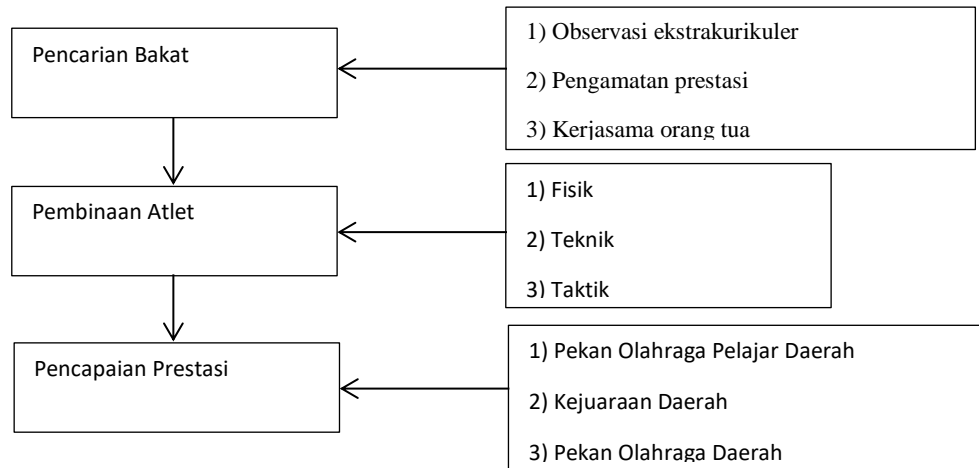 Pencarian Bakat
1) Observasi ekstrakurikuler
2) Pengamatan prestasi
3) Kerjasama orang tua
Pembinaan Atlet
1) Fisik
2) Teknik
3) Taktik
Pencapaian Prestasi
1) Pekan Olahraga Pelajar Daerah
2) Kejuaraan Daerah
3) Pekan Olahraga Daerah